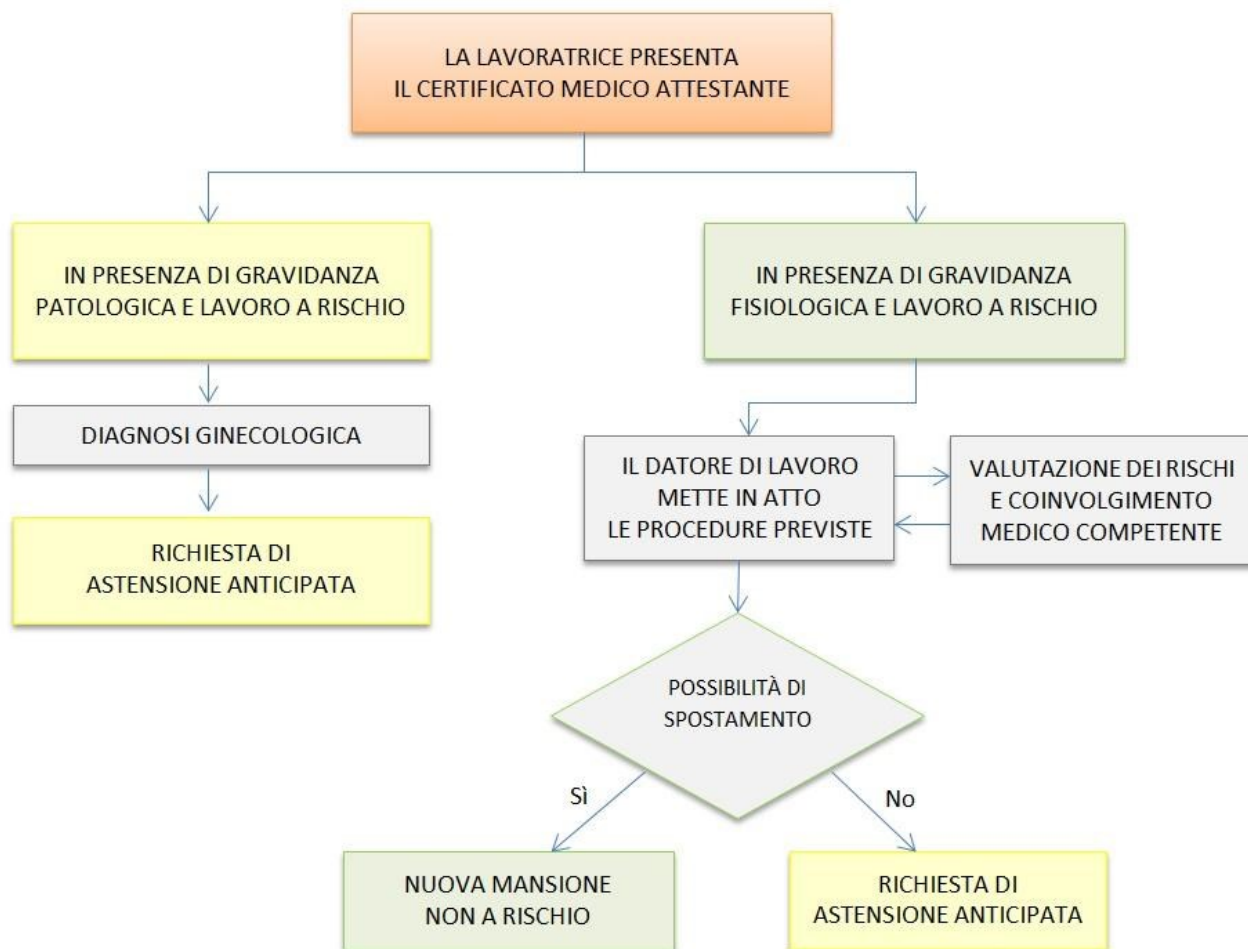 LA LAVORATRICE PRESENTA
IL CERTIFICATO MEDICO ATTESTANTE
IN PRESENZA DI GRAVIDANZA
PATOLOGICA E LAVORO A RISCHIO
IN PRESENZA DI GRAVIDANZA
FISIOLOGICA E LAVORO A RISCHIO
DIAGNOSI GINECOLOGICA
RICHIESTA DI
ASTENSIONE ANTICIPATA
IL DATORE DI LAVORO
METTE IN ATTO
LE PROCEDURE PREVISTE
VALUTAZIONE DEI RISCHI
E COINVOLGIMENTO
MEDICO COMPETENTE
POSSIBILITÀ DI
SPOSTAMENTO
Sì
No
NUOVA MANSIONE
NON A RISCHIO
RICHIESTA DI
ASTENSIONE ANTICIPATA